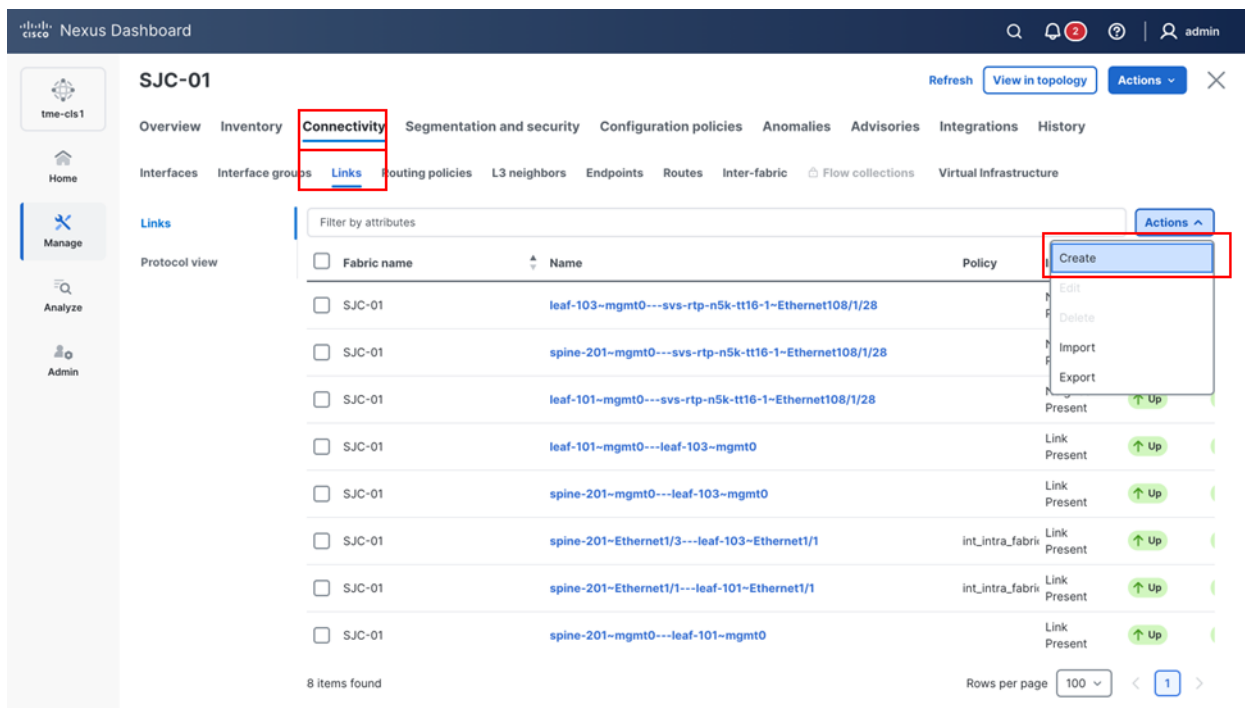 cisco Nexus Dashboard 2 admin
tme-cls1
Home
Manage
Analyze
Admin
SJC-01 Refresh View in topology Actions
Overview Inventory Connectivity Segmentation and security Configuration policies Anomalies Advisories Integrations History
Interfaces Interface groups Links Routing policies L3 neighbors Endpoints Routes Inter-fabric Flow collections Virtual Infrastructure
Links
Protocol view
Filter by attributes Actions
Create
Edit
Delete
Import
Export
Fabric name Name Policy
SJC-01 leaf-103~mgmt0---svs-rtp-n5k-tt16-1~Ethernet108/1/28
SJC-01 spine-201~mgmt0---svs-rtp-n5k-tt16-1~Ethernet108/1/28
SJC-01 leaf-101~mgmt0---svs-rtp-n5k-tt16-1~Ethernet108/1/28 Present Up
SJC-01 leaf-101~mgmt0---leaf-103~mgmt0 Link Present Up
SJC-01 spine-201~mgmt0---leaf-103~mgmt0 Link Present Up
SJC-01 spine-201~Ethernet1/3---leaf-103~Ethernet1/1 int_intra_fabric Link Present Up
SJC-01 spine-201~Ethernet1/1---leaf-101~Ethernet1/1 int_intra_fabric Link Present Up
SJC-01 spine-201~mgmt0---leaf-101~mgmt0 Link Present Up
8 items found Rows per page 100 1